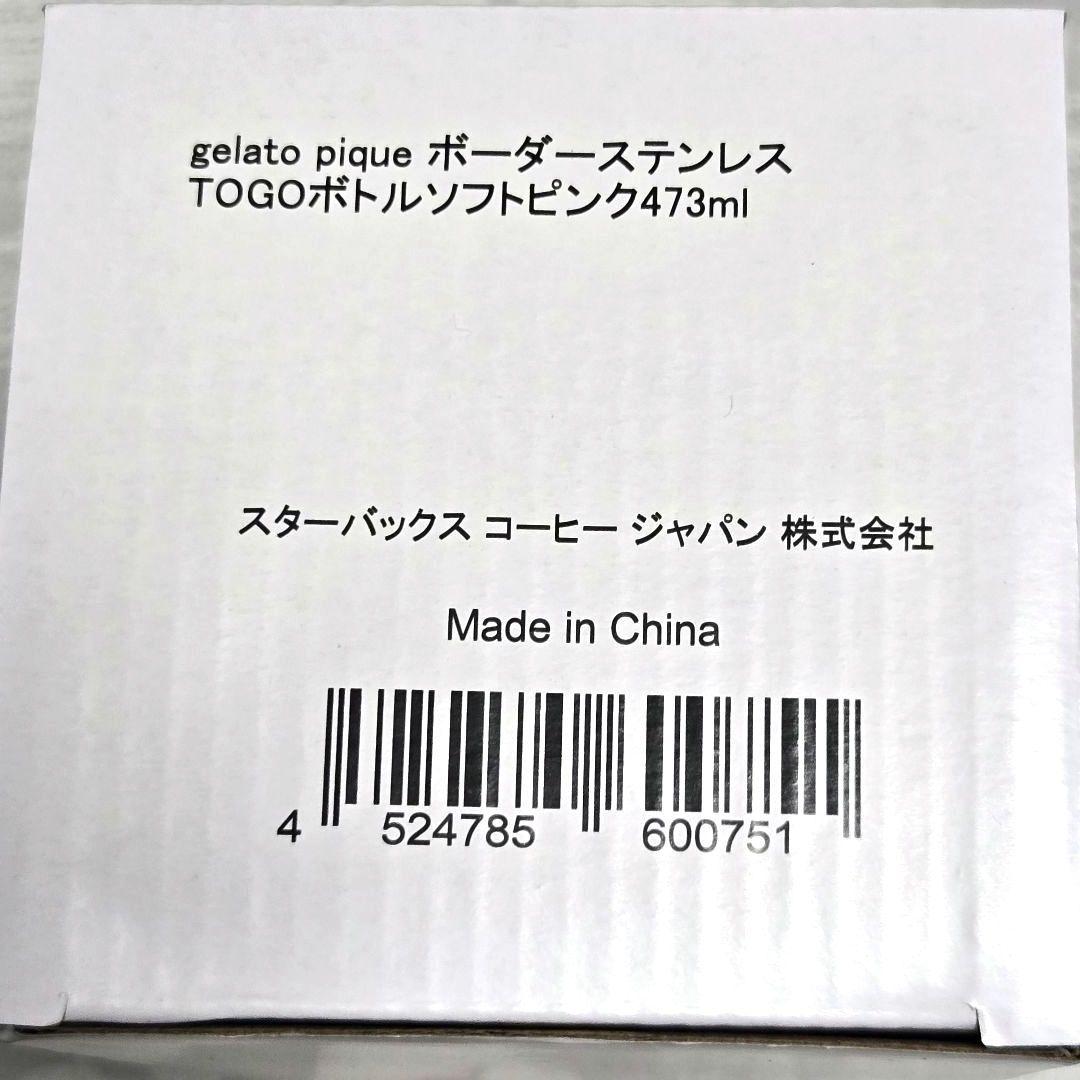 gelato pique ボーダーステンレス
TOGOボトルソフトピンク473ml
スターバックス コーヒー ジャパン 株式会社
Made in China
4 524785 600751